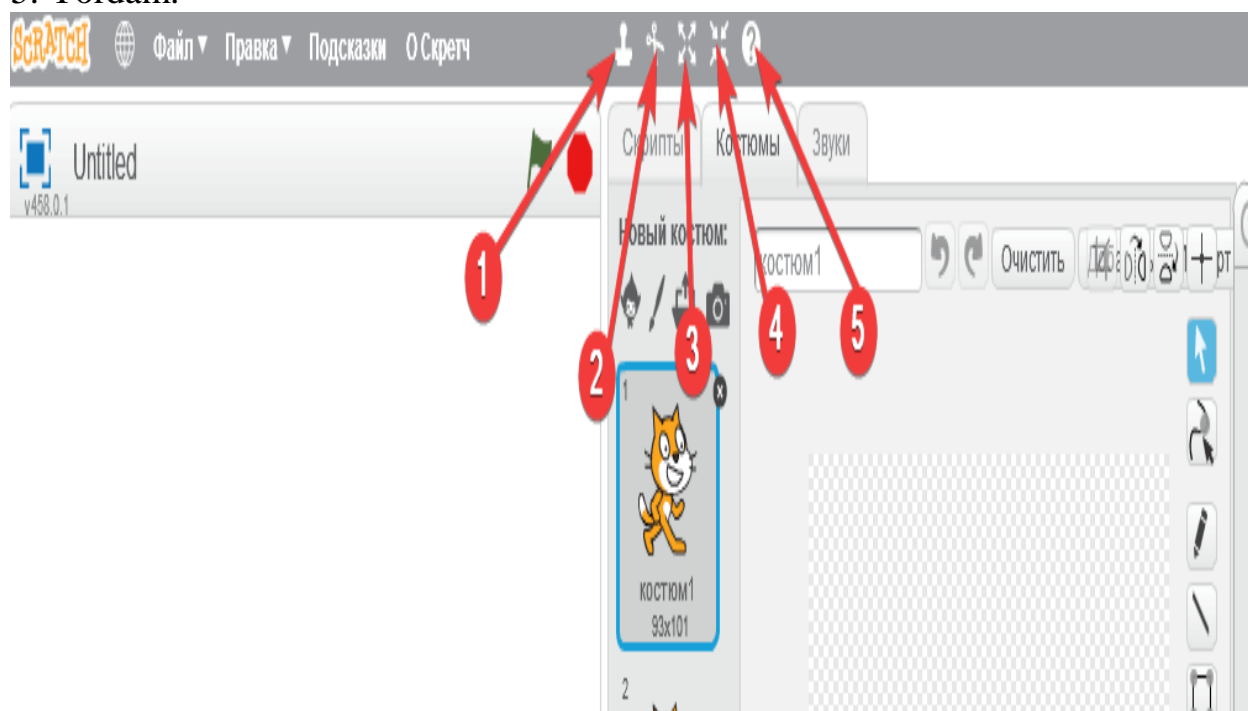 SCRATCH Файл Правка Подсказки О Скретч
Untitled
v458.0.1
Скрипты Костюмы Звуки
Новый костюм:
костюм1 Очистить
1
2
3
4
5
1
костюм1
93x101
2